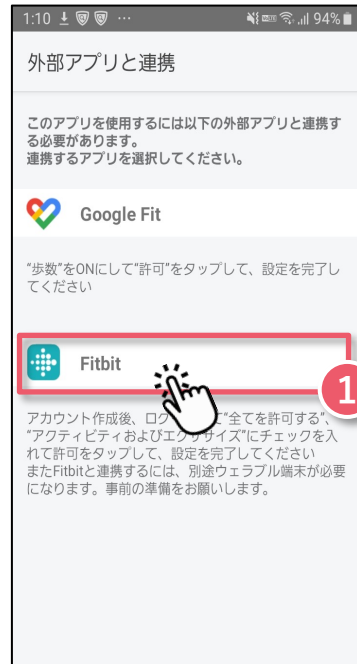 1:10 94%
外部アプリと連携
このアプリを使用するには以下の外部アプリと連携す
る必要があります。
連携するアプリを選択してください。
Google Fit
“歩数”をONにして“許可”をタップして、設定を完了し
てください
Fitbit
1
アカウント作成後、ログ て“全てを許可する”、
“アクティビティおよびエクササイズ”にチェックを入
れて許可をタップして、設定を完了してください
またFitbitと連携するには、別途ウェラブル端末が必要
になります。事前の準備をお願いします。